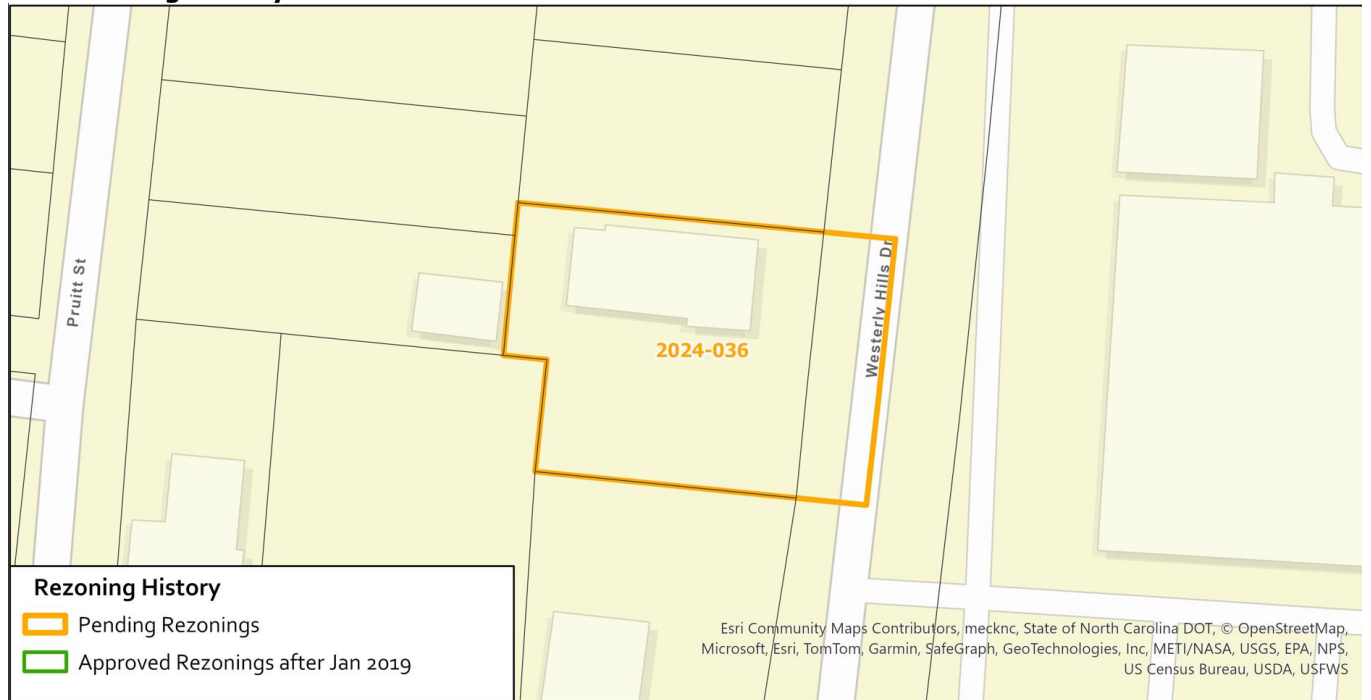 Pruitt St
Westerly Hills Dr
2024-036
Rezoning History
Pending Rezonings
Approved Rezonings after Jan 2019
Esri Community Maps Contributors, mecknc, State of North Carolina DOT, © OpenStreetMap,
Microsoft, Esri, TomTom, Garmin, SafeGraph, GeoTechnologies, Inc, METI/NASA, USGS, EPA, NPS,
US Census Bureau, USDA, USFWS